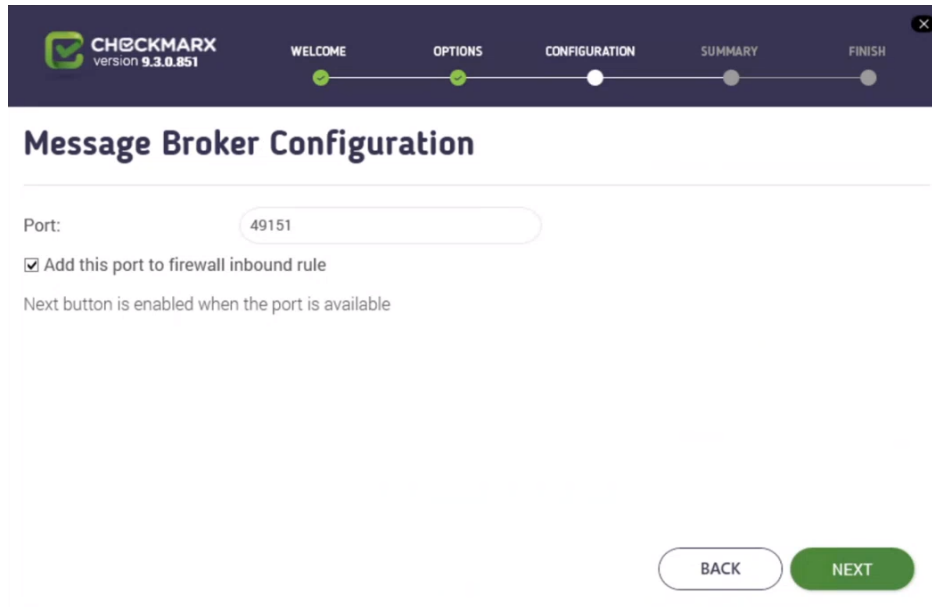 CHECKMARX
version 9.3.0.851
WELCOME
OPTIONS
CONFIGURATION
SUMMARY
FINISH
Message Broker Configuration
Port:
49151
Add this port to firewall inbound rule
Next button is enabled when the port is available
BACK
NEXT